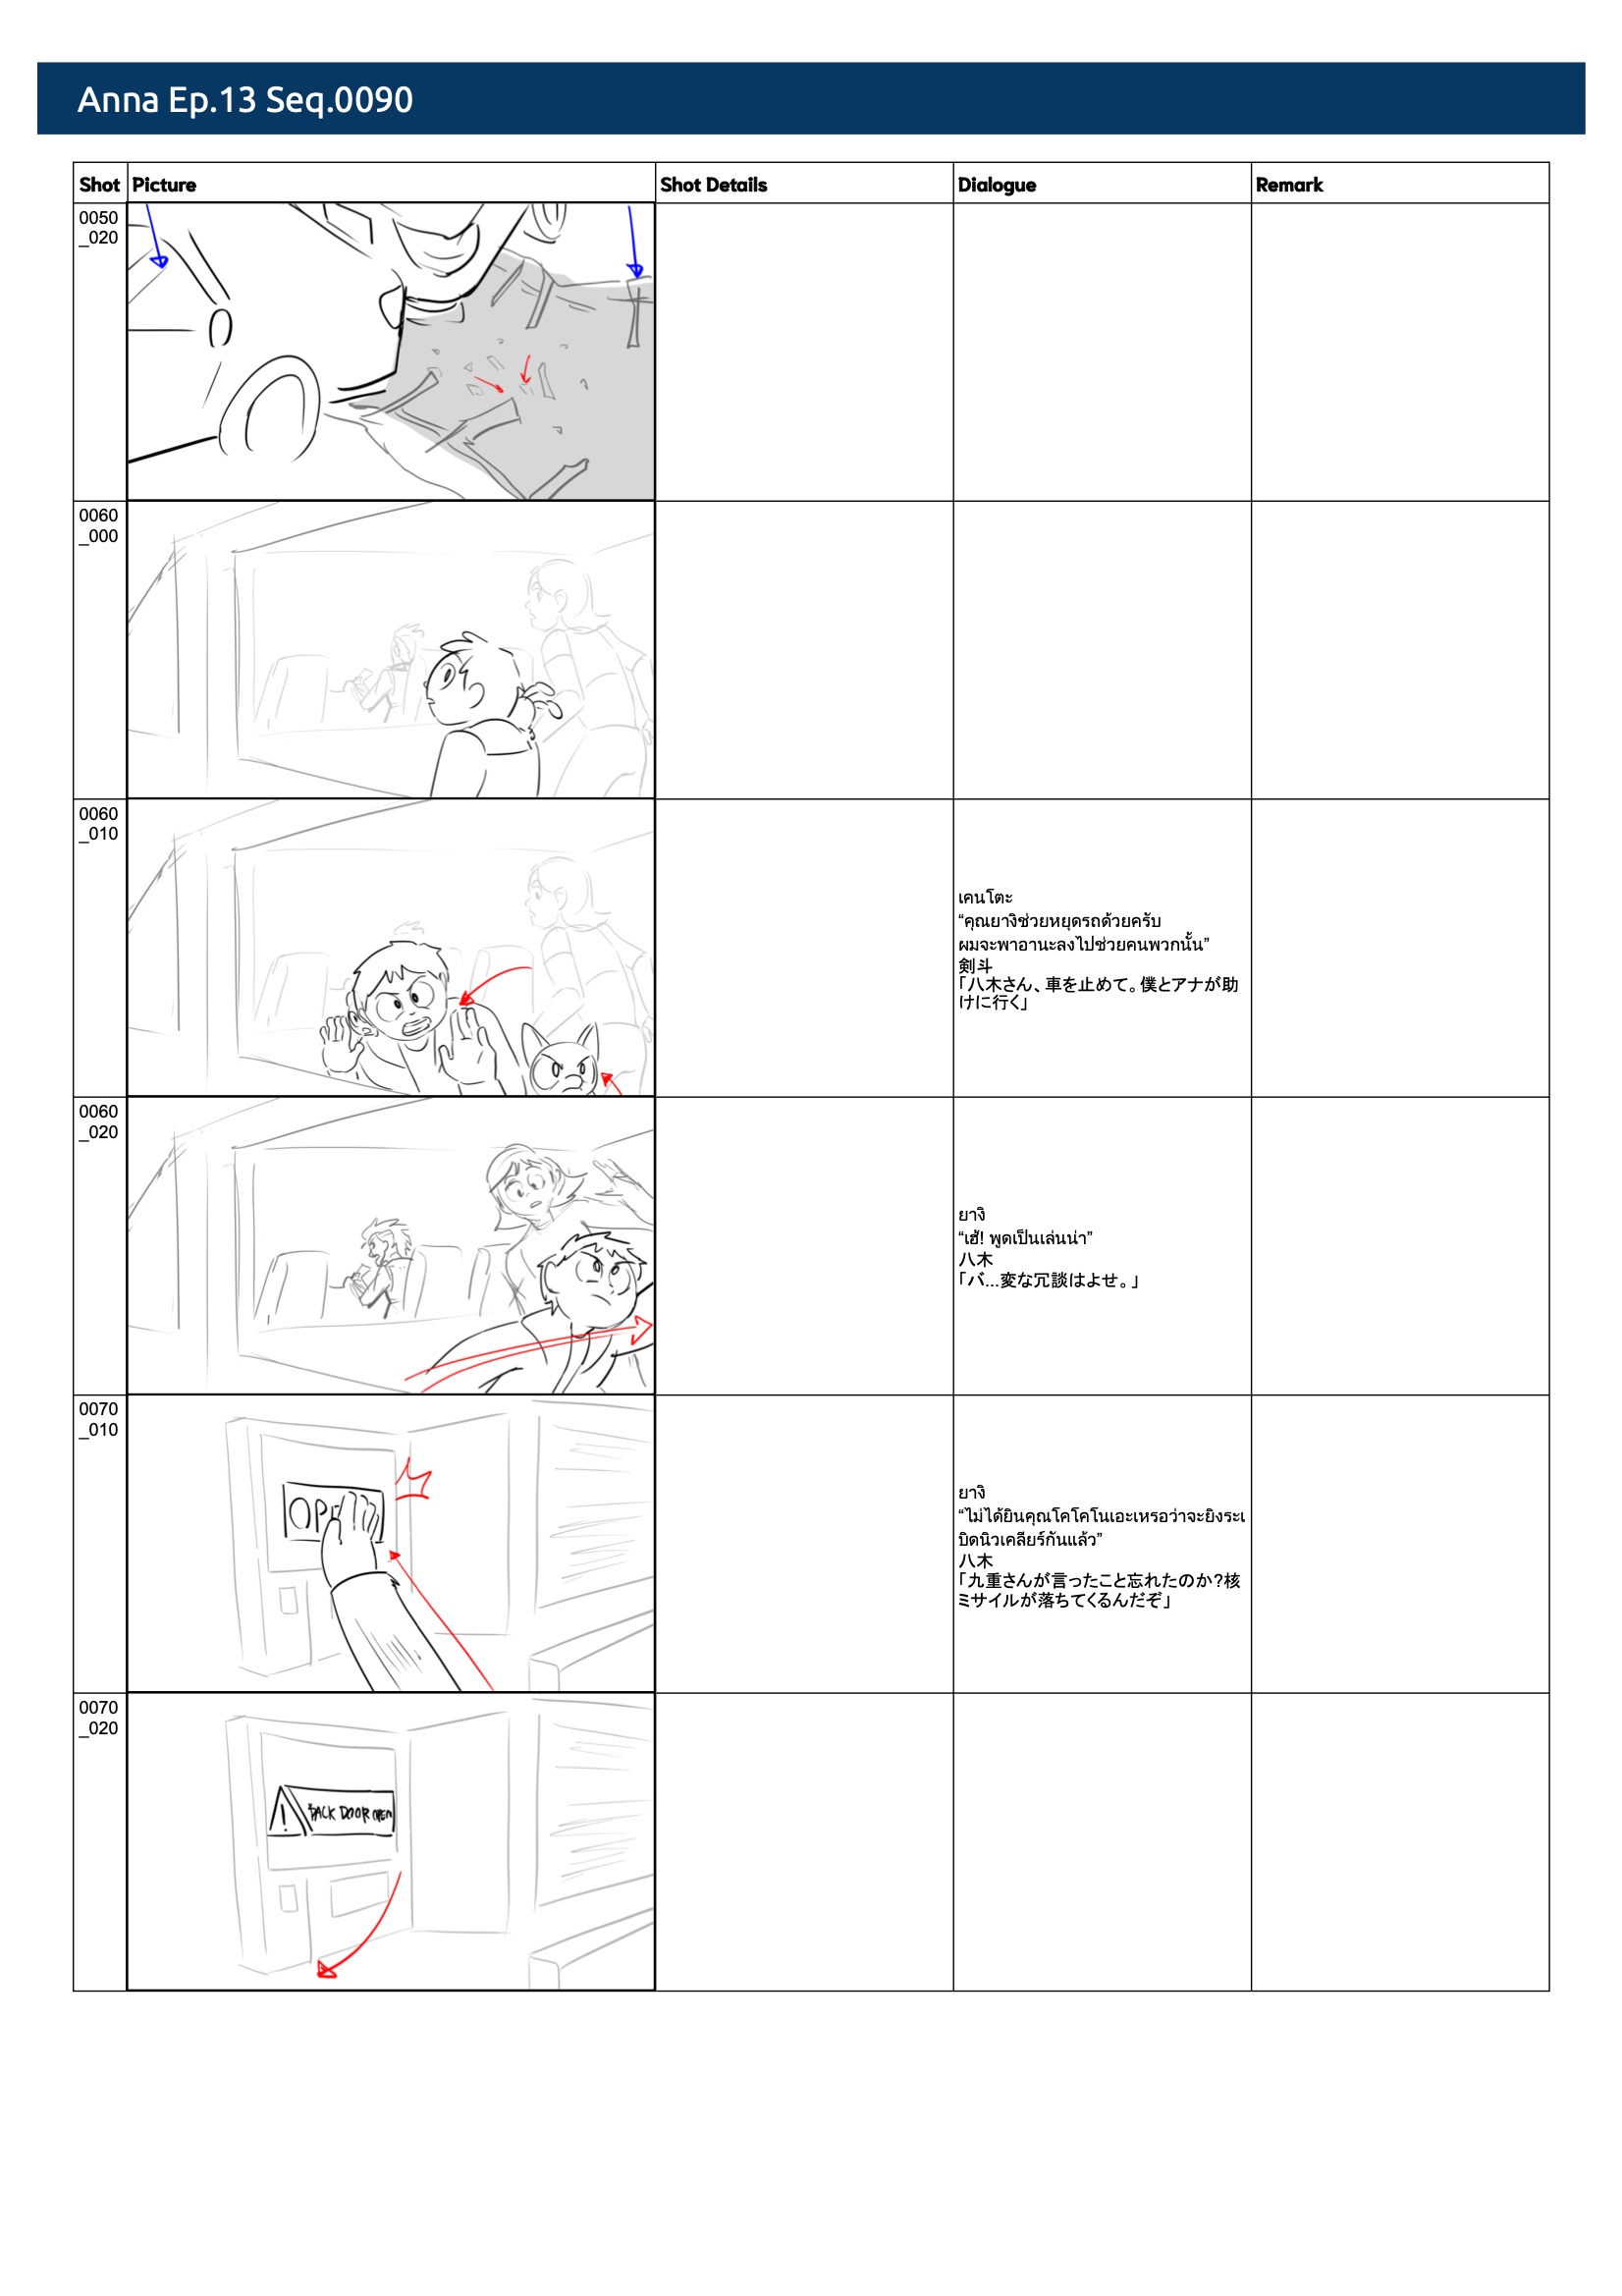 Anna Ep.13 Seq.0090
Shot Picture Shot Details Dialogue Remark
0050
_020
0060
_000
0060
_010
เคนโตะ
“คุณยางิช่วยหยุดรถด้วยครับ
ผมจะพาอานะลงไปช่วยคนพวกนั้น”
剣斗
「八木さん、車を止めて。僕とアナが助
けに行く」
0060
_020
ยางิ
“เฮ้! พูดเป็นเล่นน่า”
八木
「バ...変な冗談はよせ。」
0070
_010
OPE
ยางิ
“ไม่ได้ยินคุณโคโคโนเอะเหรอว่าจะยิงระเ
บิดนิวเคลียร์กันแล้ว”
八木
「九重さんが言ったこと忘れたのか?核
ミサイルが落ちてくるんだぞ」
0070
_020
! BACK DOOR OPEN